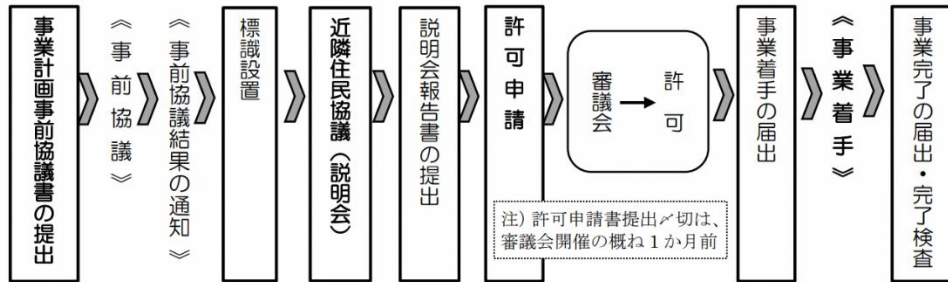 事業計画事前協議書の提出
《事前協議》
《事前協議結果の通知》
標識設置
近隣住民協議（説明会）
説明会報告書の提出
許可申請
審議会
許可
注）許可申請書提出〆切は、
審議会開催の概ね１か月前
事業着手の届出
《事業着手》
事業完了の届出・完了検査